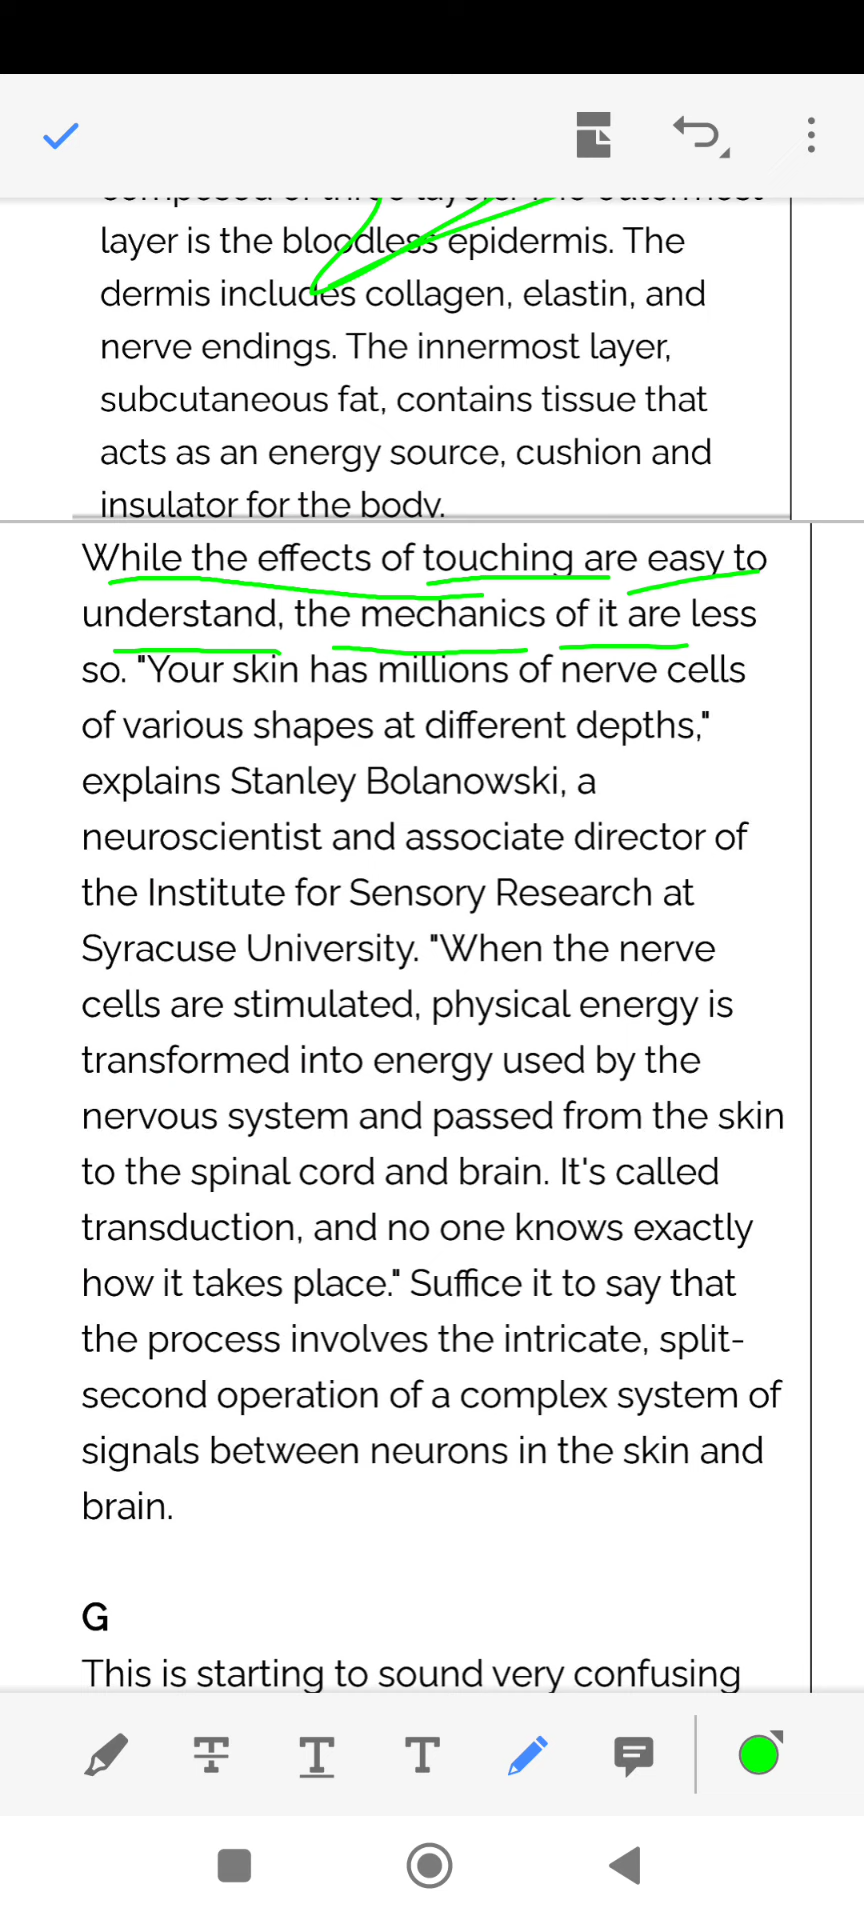 layer is the bloodless epidermis. The
dermis includes collagen, elastin, and
nerve endings. The innermost layer,
subcutaneous fat, contains tissue that
acts as an energy source, cushion and
insulator for the body.
While the effects of touching are easy to
understand, the mechanics of it are less
so. "Your skin has millions of nerve cells
of various shapes at different depths,"
explains Stanley Bolanowski, a
neuroscientist and associate director of
the Institute for Sensory Research at
Syracuse University. "When the nerve
cells are stimulated, physical energy is
transformed into energy used by the
nervous system and passed from the skin
to the spinal cord and brain. It's called
transduction, and no one knows exactly
how it takes place." Suffice it to say that
the process involves the intricate, split-
second operation of a complex system of
signals between neurons in the skin and
brain.
G
This is starting to sound very confusing